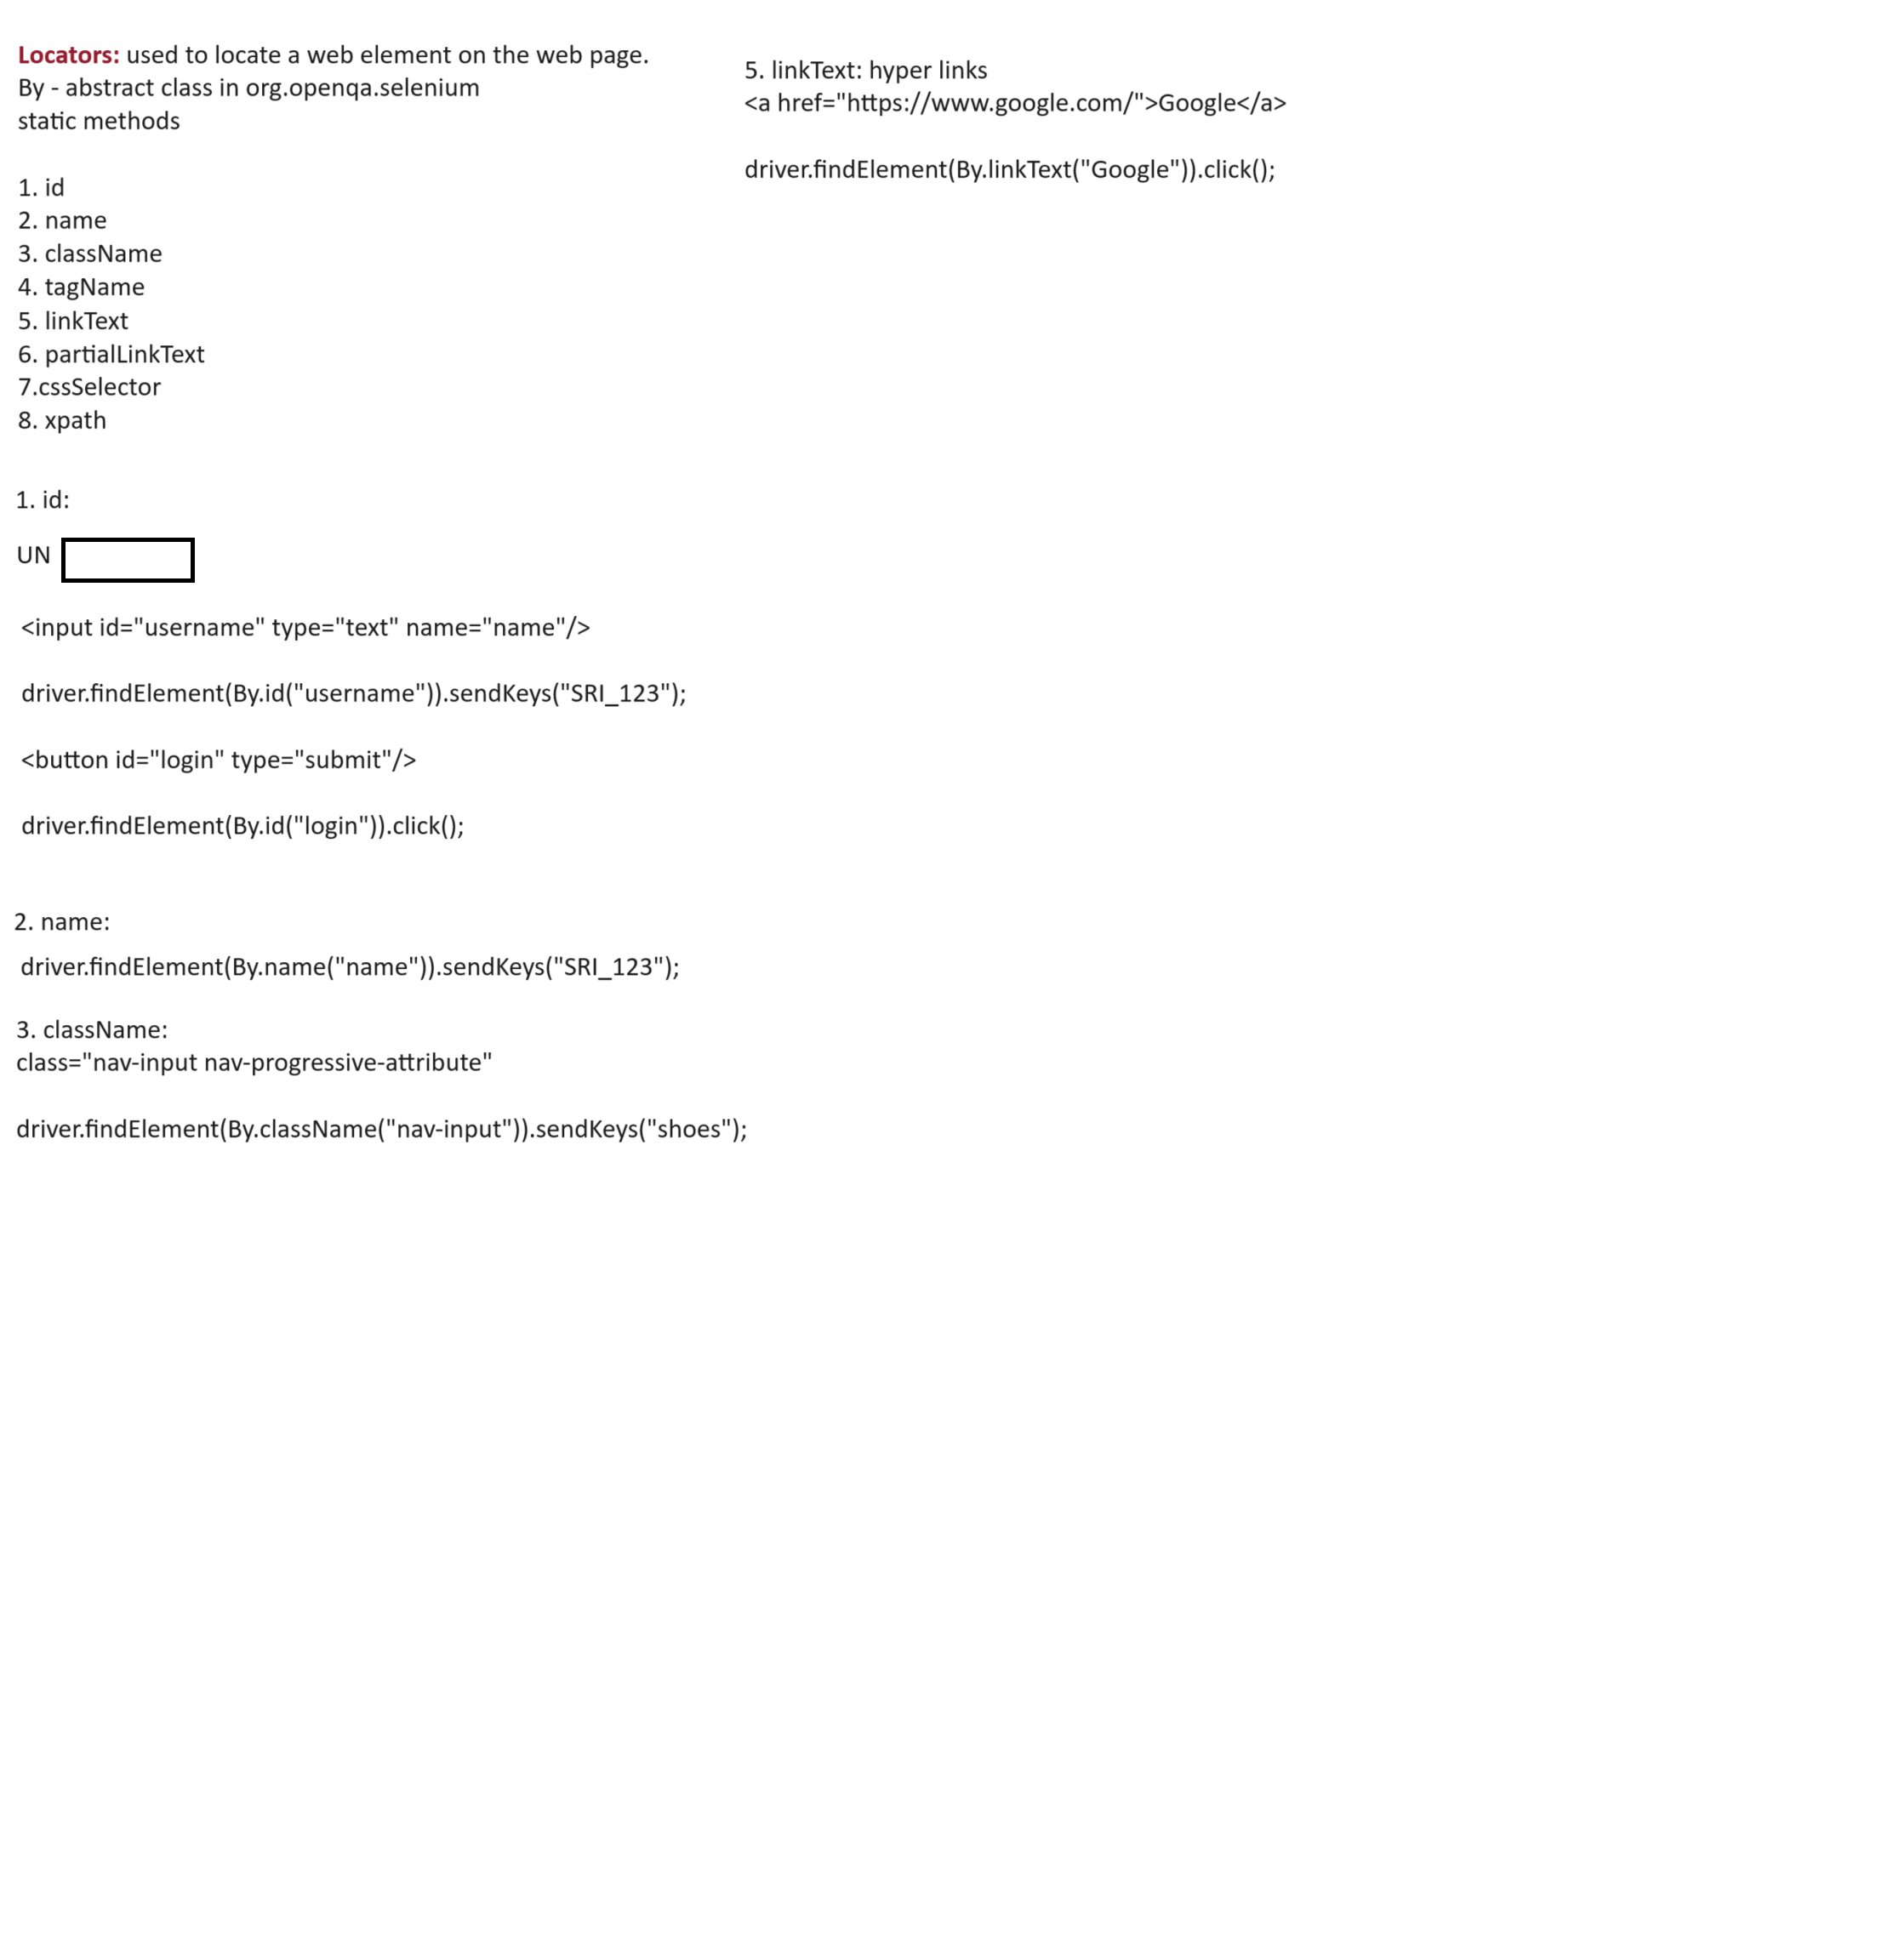 Locators: used to locate a web element on the web page.
By - abstract class in org.openqa.selenium
static methods
1. id
2. name
3. className
4. tagName
5. linkText
6. partialLinkText
7.cssSelector
8. xpath
1. id:
UN
<input id="username" type="text" name="name"/>
driver.findElement(By.id("username")).sendKeys("SRI_123");
<button id="login" type="submit"/>
driver.findElement(By.id("login")).click();
2. name:
driver.findElement(By.name("name")).sendKeys("SRI_123");
3. className:
class="nav-input nav-progressive-attribute"
driver.findElement(By.className("nav-input")).sendKeys("shoes");
5. linkText: hyper links
<a href="https://www.google.com/">Google</a>
driver.findElement(By.linkText("Google")).click();